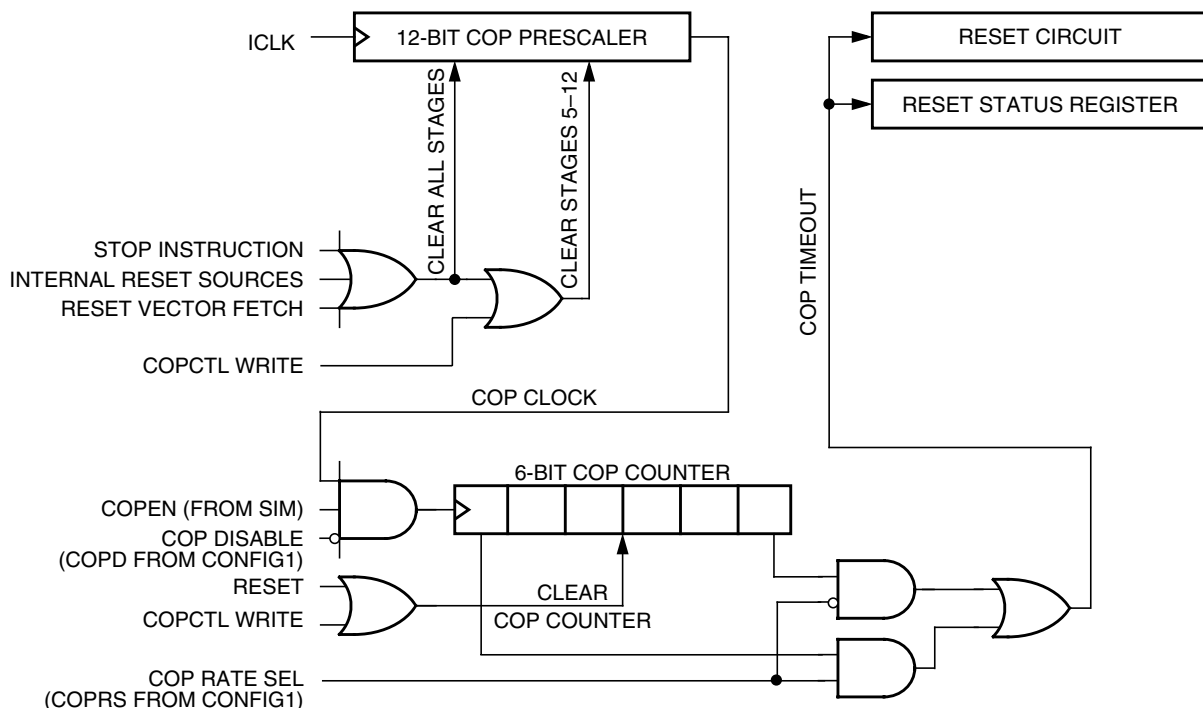 ICLK
12-BIT COP PRESCALER
RESET CIRCUIT
RESET STATUS REGISTER
CLEAR ALL STAGES
CLEAR STAGES 5–12
STOP INSTRUCTION
INTERNAL RESET SOURCES
RESET VECTOR FETCH
COPCTL WRITE
COP TIMEOUT
COP CLOCK
6-BIT COP COUNTER
COPEN (FROM SIM)
COP DISABLE
(COPD FROM CONFIG1)
RESET
COPCTL WRITE
CLEAR
COP COUNTER
COP RATE SEL
(COPRS FROM CONFIG1)